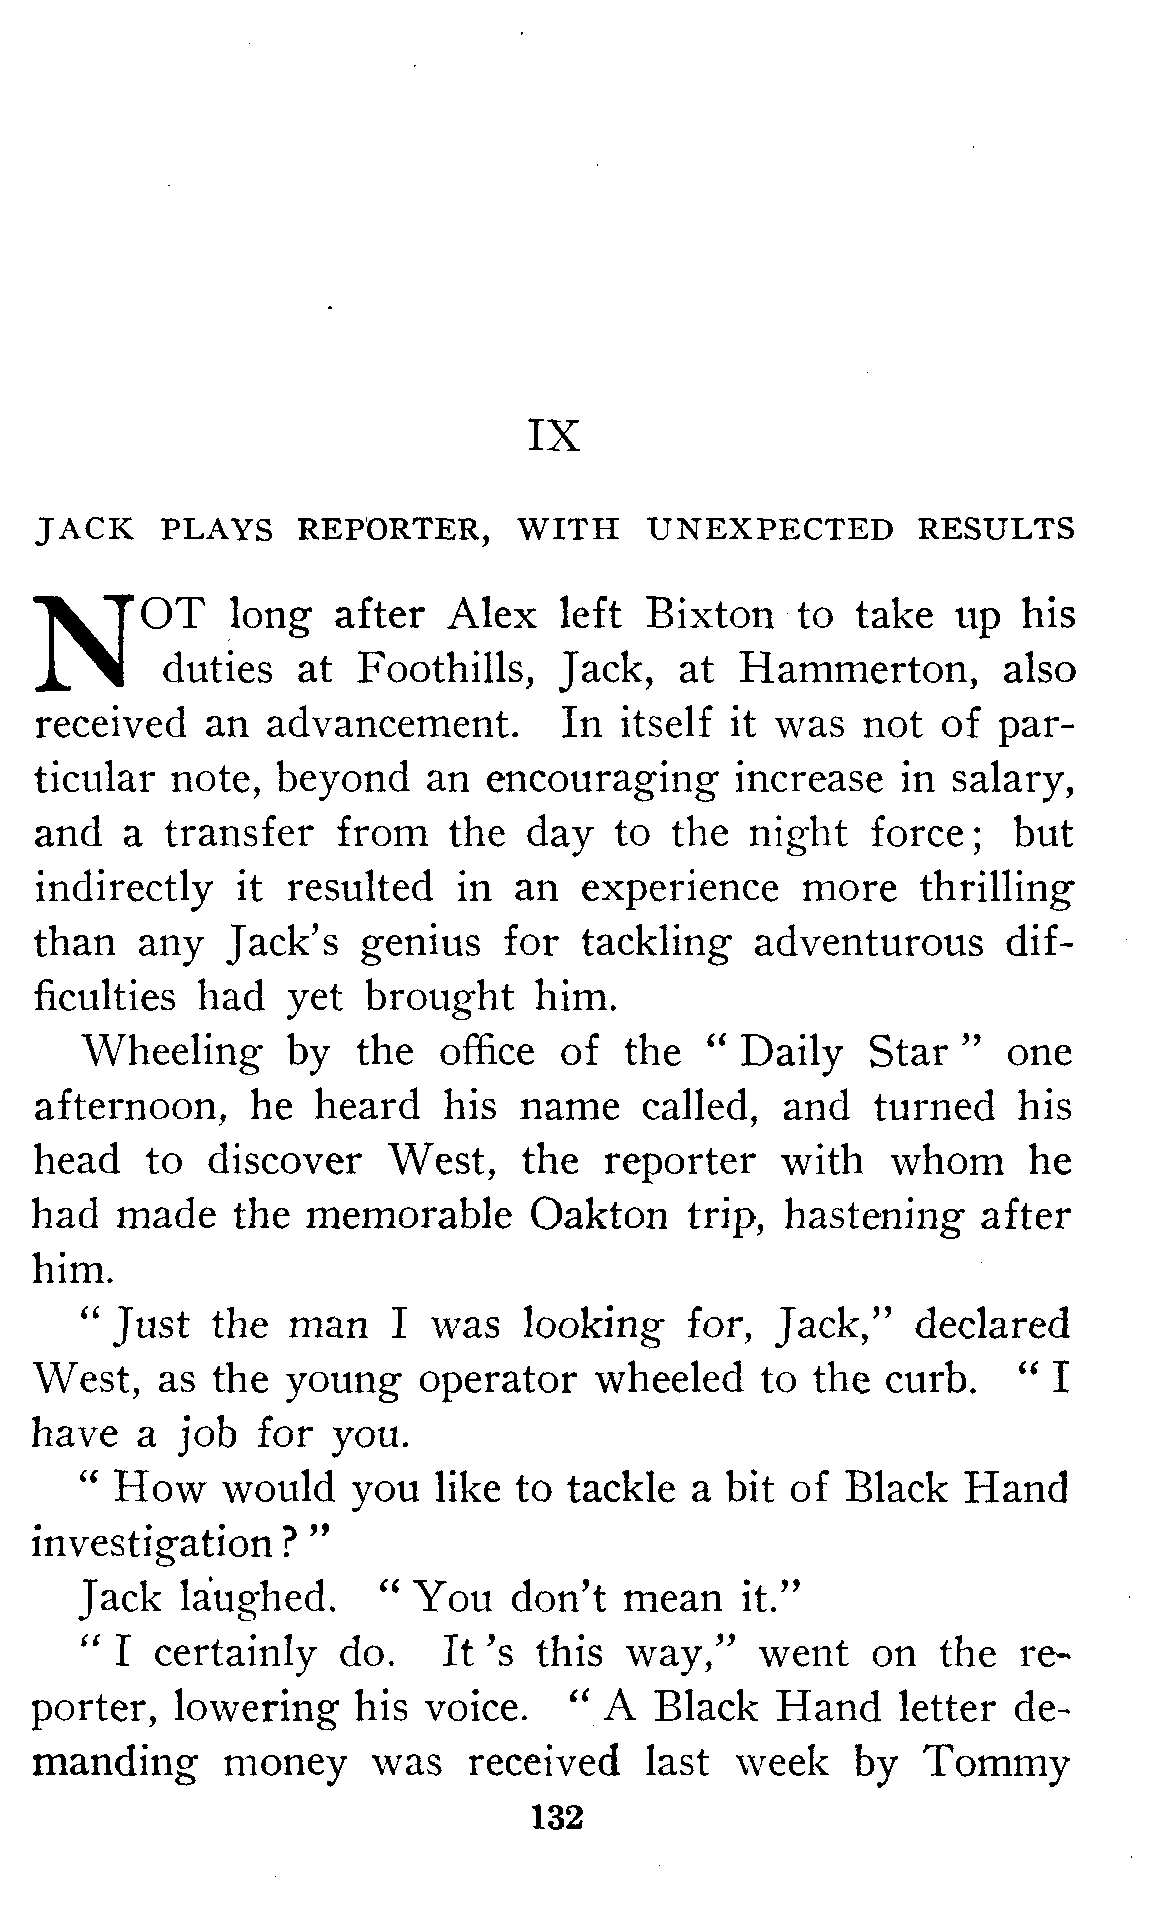 IX
JACK PLAYS REPORTER, WITH UNEXPECTED RESULTS
NOT long after Alex left Bixton to take up his
duties at Foothills, Jack, at Hammerton, also
received an advancement. In itself it was not of par-
ticular note, beyond an encouraging increase in salary,
and a transfer from the day to the night force; but
indirectly it resulted in an experience more thrilling
than any Jack's genius for tackling adventurous dif-
ficulties had yet brought him.
Wheeling by the office of the " Daily Star " one
afternoon, he heard his name called, and turned his
head to discover West, the reporter with whom he
had made the memorable Oakton trip, hastening after
him.
" Just the man I was looking for, Jack," declared
West, as the young operator wheeled to the curb. " I
have a job for you.
" How would you like to tackle a bit of Black Hand
investigation? "
Jack laughed. " You don't mean it."
" I certainly do. It 's this way," went on the re-
porter, lowering his voice. " A Black Hand letter de-
manding money was received last week by Tommy
132